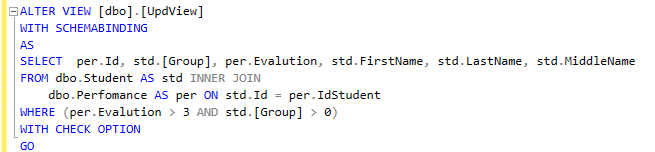 ALTER VIEW [dbo].[UpdView]
WITH SCHEMABINDING
AS
SELECT  per.Id, std.[Group], per.Evalution, std.FirstName, std.LastName, std.MiddleName
FROM dbo.Student AS std INNER JOIN
    dbo.Perfomance AS per ON std.Id = per.IdStudent
WHERE (per.Evalution > 3 AND std.[Group] > 0)
WITH CHECK OPTION
GO